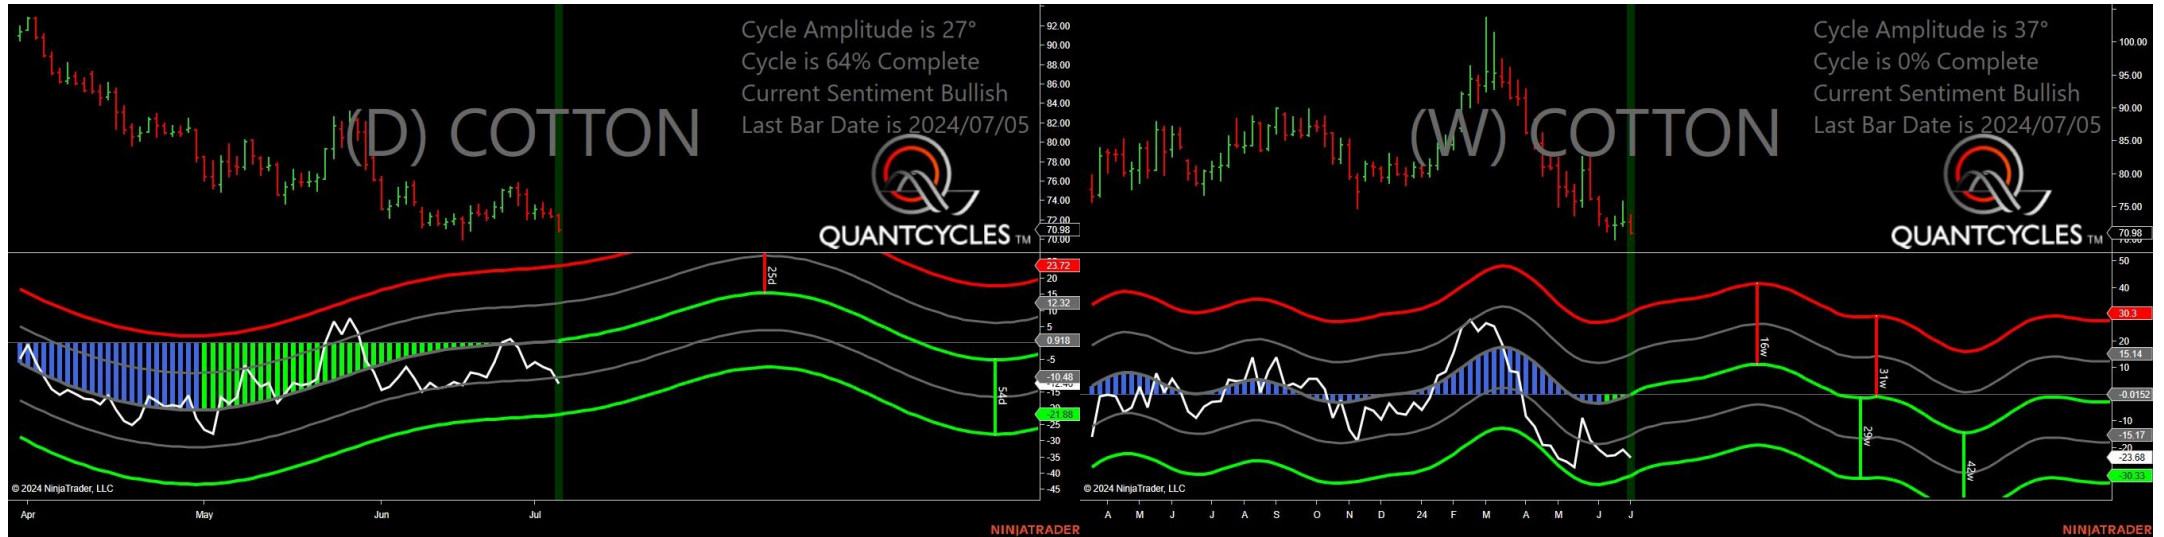 Cycle Amplitude is 27°
Cycle is 64% Complete
Current Sentiment Bullish
Last Bar Date is 2024/07/05
(D) COTTON
QUANTCYCLES TM
92.00
90.00
88.00
86.00
84.00
82.00
80.00
78.00
76.00
74.00
72.00
70.98
70.00
25d
54d
23.72
20
15
12.32
10
5
0.918
-5
-10.48
-15
-21.88
-25
-30
-35
-40
-45
© 2024 NinjaTrader, LLC
Apr
May
Jun
Jul
NINJATRADER
Cycle Amplitude is 37°
Cycle is 0% Complete
Current Sentiment Bullish
Last Bar Date is 2024/07/05
(W) COTTON
QUANTCYCLES TM
100.00
95.00
90.00
85.00
80.00
75.00
70.98
16w
31w
29w
42w
50
40
30.3
20
15.14
10
-0.0152
-10
-15.17
-20
-23.68
-30.33
© 2024 NinjaTrader, LLC
A M J J A S O N D 24 F M A M J J
NINJATRADER